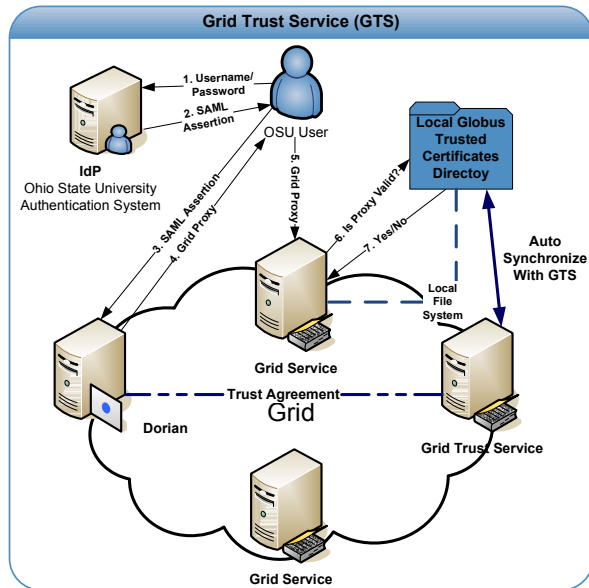 Grid Trust Service (GTS)
1. Username/
Password
2. SAML
Assertion
OSU User
IdP
Ohio State University
Authentication System
Local Globus
Trusted
Certificates
Directoy
3. SAML Assertion
4. Grid Proxy
5. Grid Proxy
6. Is Proxy Valid?
7. Yes/No
Auto
Synchronize
With GTS
Local
File
System
Grid Service
Trust Agreement
Grid
Dorian
Grid Trust Service
Grid Service